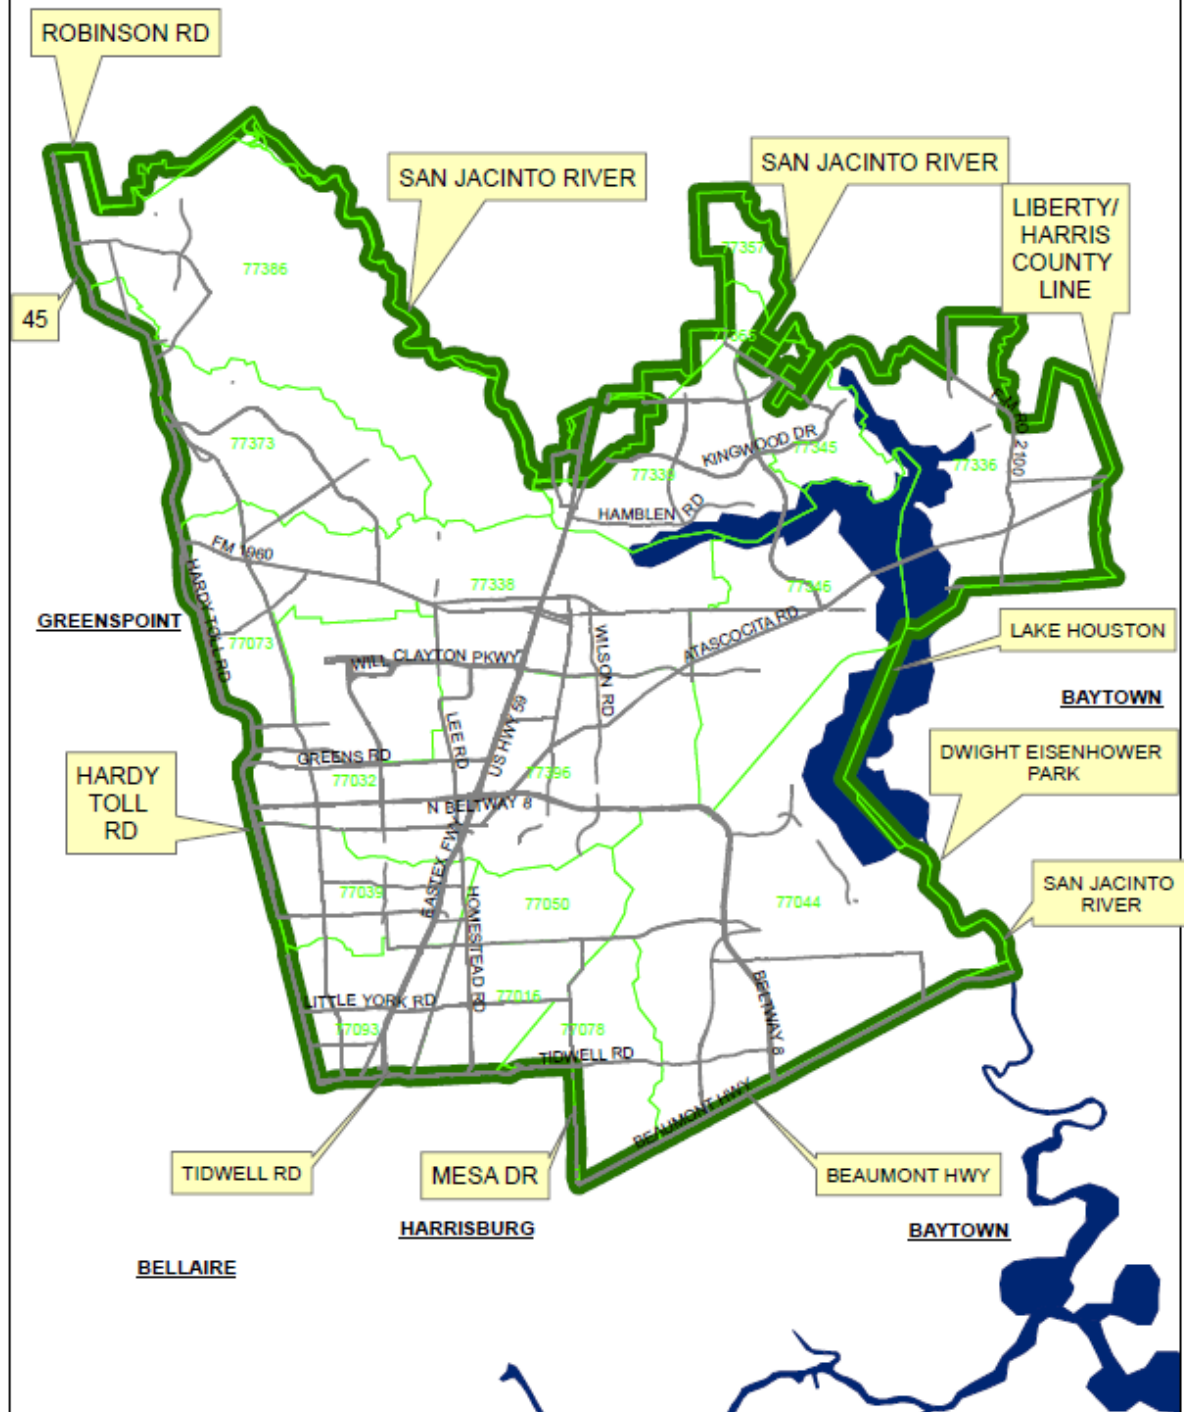 ROBINSON RD
SAN JACINTO RIVER
SAN JACINTO RIVER
LIBERTY/
HARRIS
COUNTY
LINE
77357
77386
45
77365
F.M. RD. 2100
77373
KINGWOOD DR
77345
77336
77339
HAMBLEN RD
FM 1960
77338
77346
HARDY TOLL RD
GREENSPOINT
ATASCOCITA RD
LAKE HOUSTON
77073
WILL CLAYTON PKWY
WILSON RD
BAYTOWN
LEE RD
US HWY 59
GREENS RD
DWIGHT EISENHOWER
PARK
77032
77396
HARDY
TOLL
RD
N BELTWAY 8
EASTEX FWY
77039
HOMESTEAD RD
77050
77044
SAN JACINTO
RIVER
LITTLE YORK RD
77016
BELTWAY 8
77093
77078
TIDWELL RD
BEAUMONT HWY
TIDWELL RD
MESA DR
BEAUMONT HWY
HARRISBURG
BAYTOWN
BELLAIRE